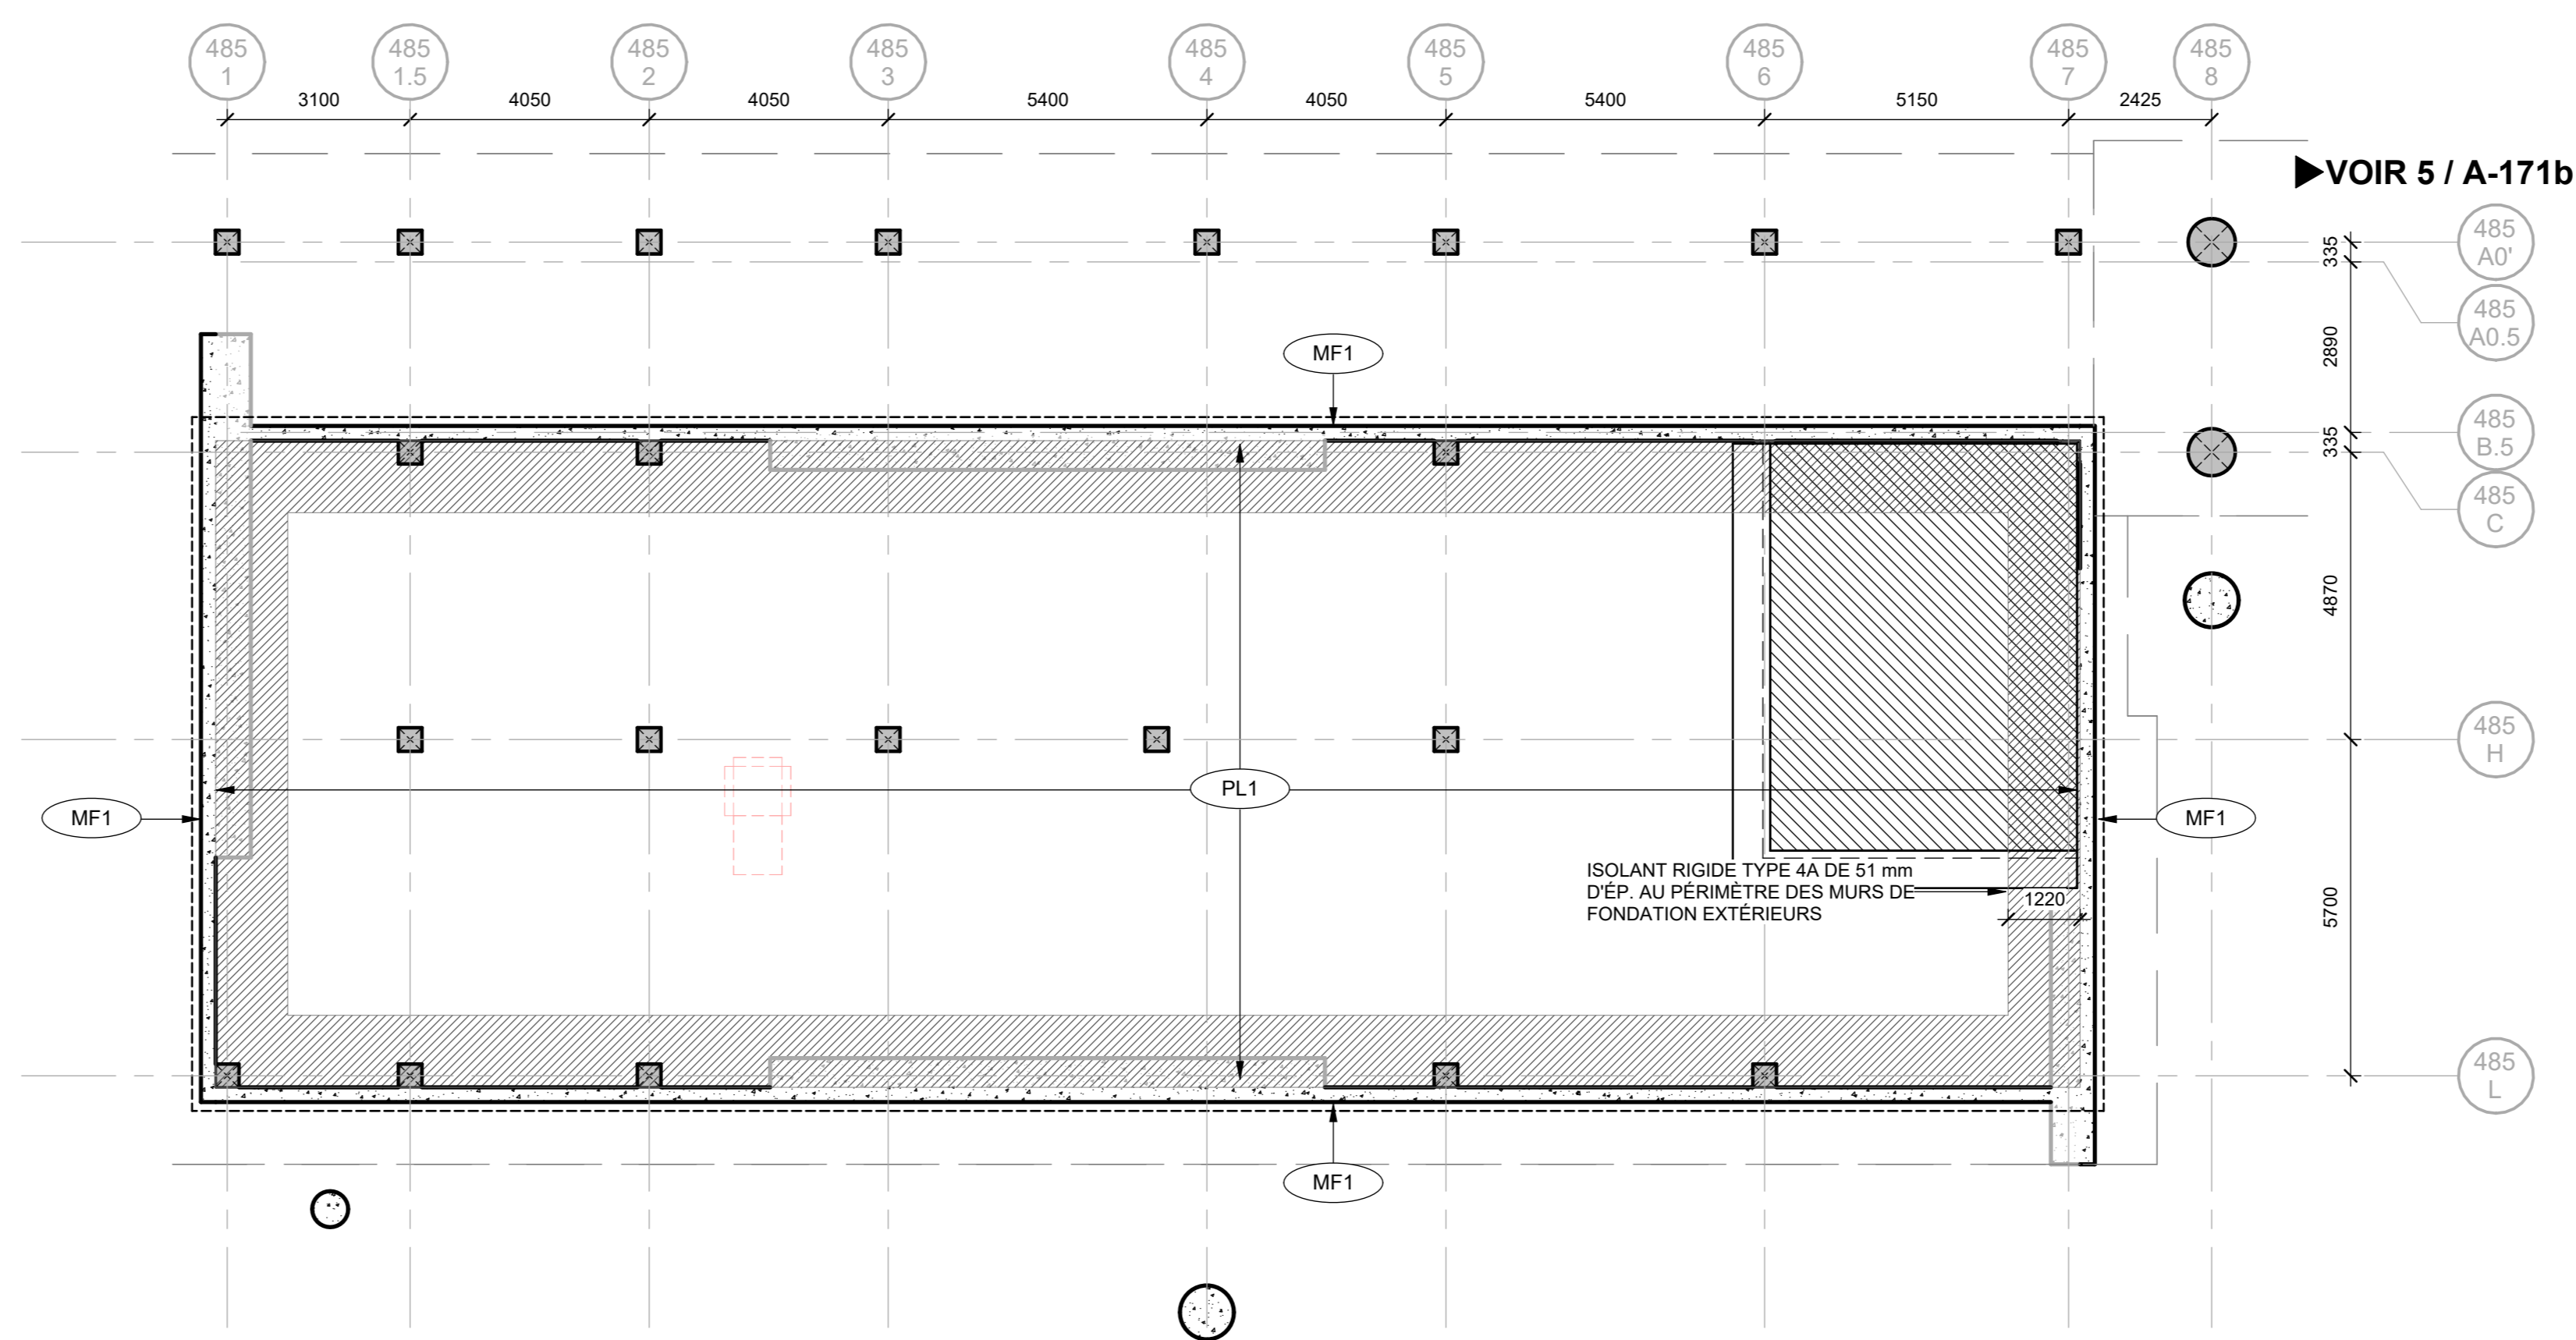 485
1
485
1.5
485
2
485
3
485
4
485
5
485
6
485
7
485
8
3100
4050
4050
5400
4050
5400
5150
2425
VOIR 5 / A-171b
485
A0'
485
A0.5
485
B.5
485
C
485
H
485
L
335
2890
335
4870
5700
MF1
MF1
PL1
MF1
ISOLANT RIGIDE TYPE 4A DE 51 mm
D'ÉP. AU PÉRIMÈTRE DES MURS DE
FONDATION EXTÉRIEURS
1220
MF1